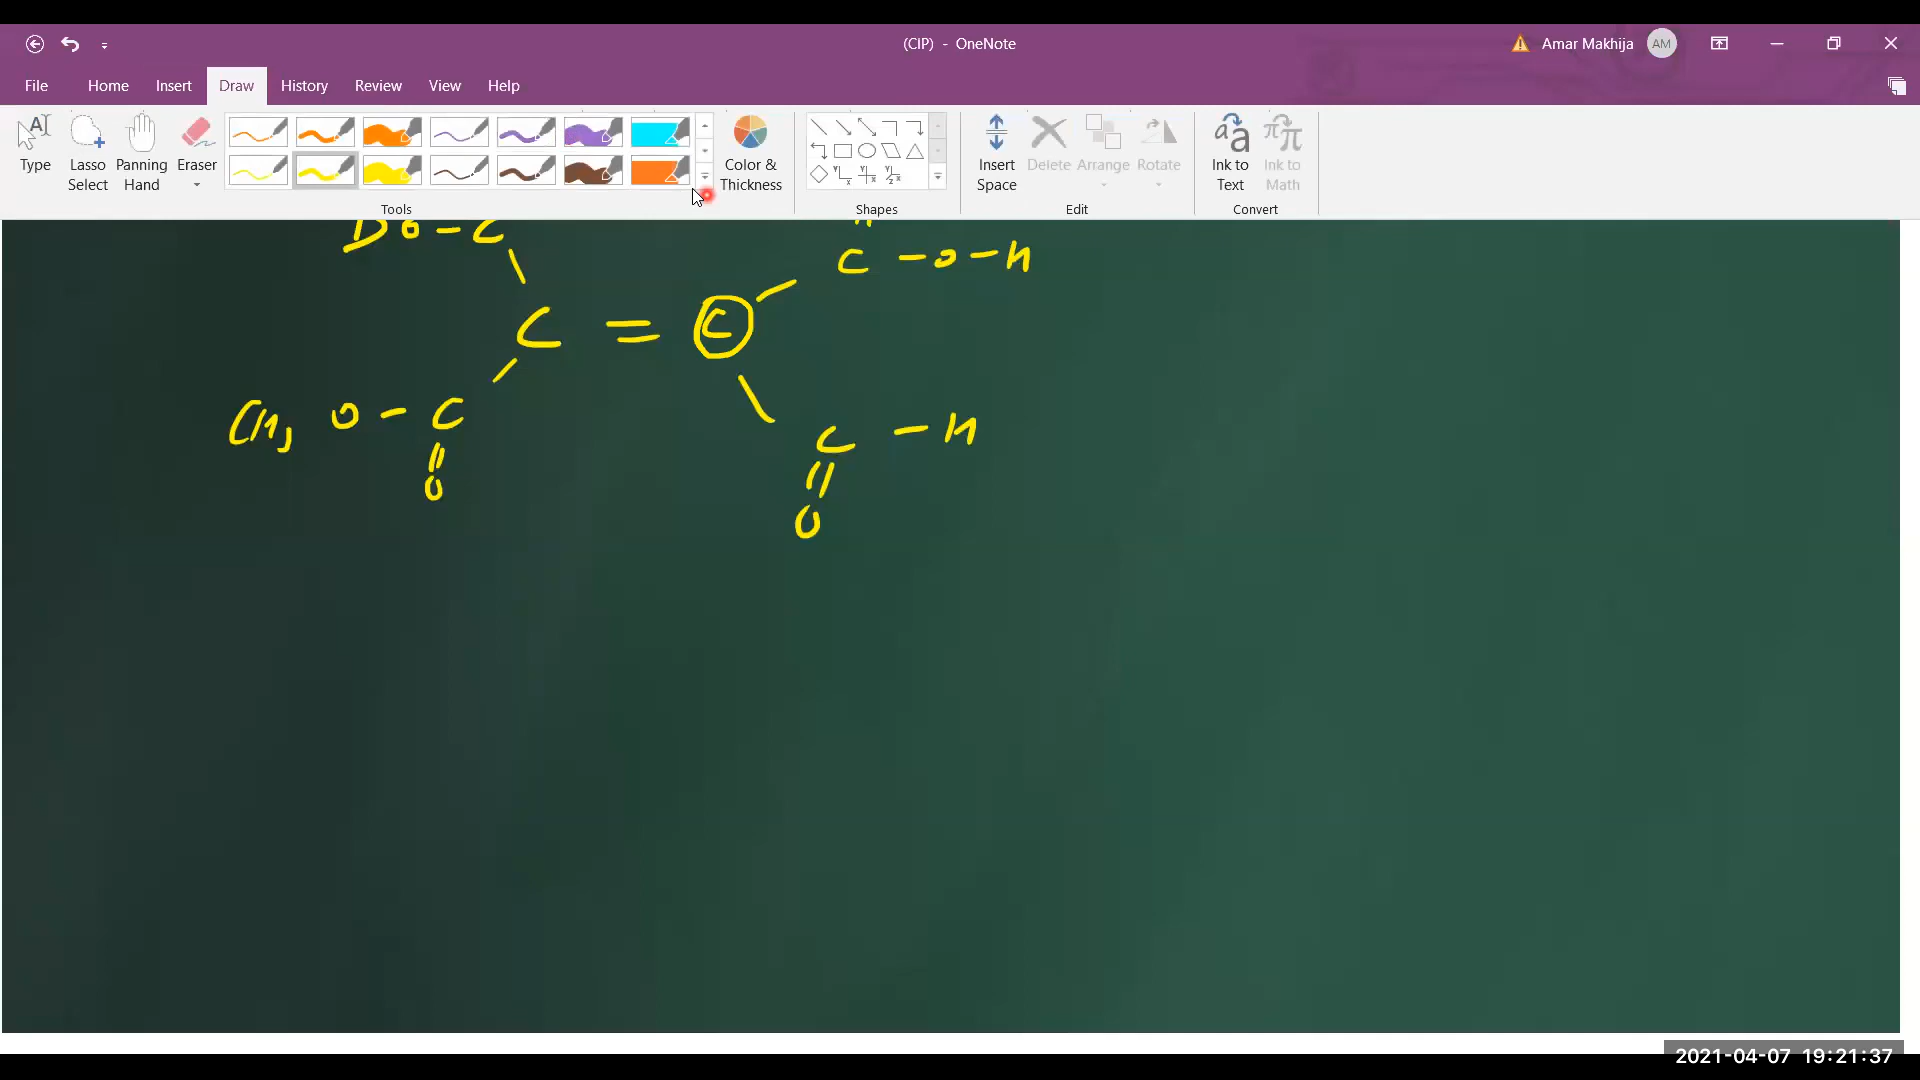 (CIP) - OneNote
Amar Makhija AM
File Home Insert Draw History Review View Help
Type
Lasso Select
Panning Hand
Eraser
Color & Thickness
Insert Space
Delete
Arrange
Rotate
Ink to Text
Ink to Math
Tools
Shapes
Edit
Convert
DO - C
C - O - H
C = C
CH3 O - C
C - H
O
O
2021-04-07 19:21:37